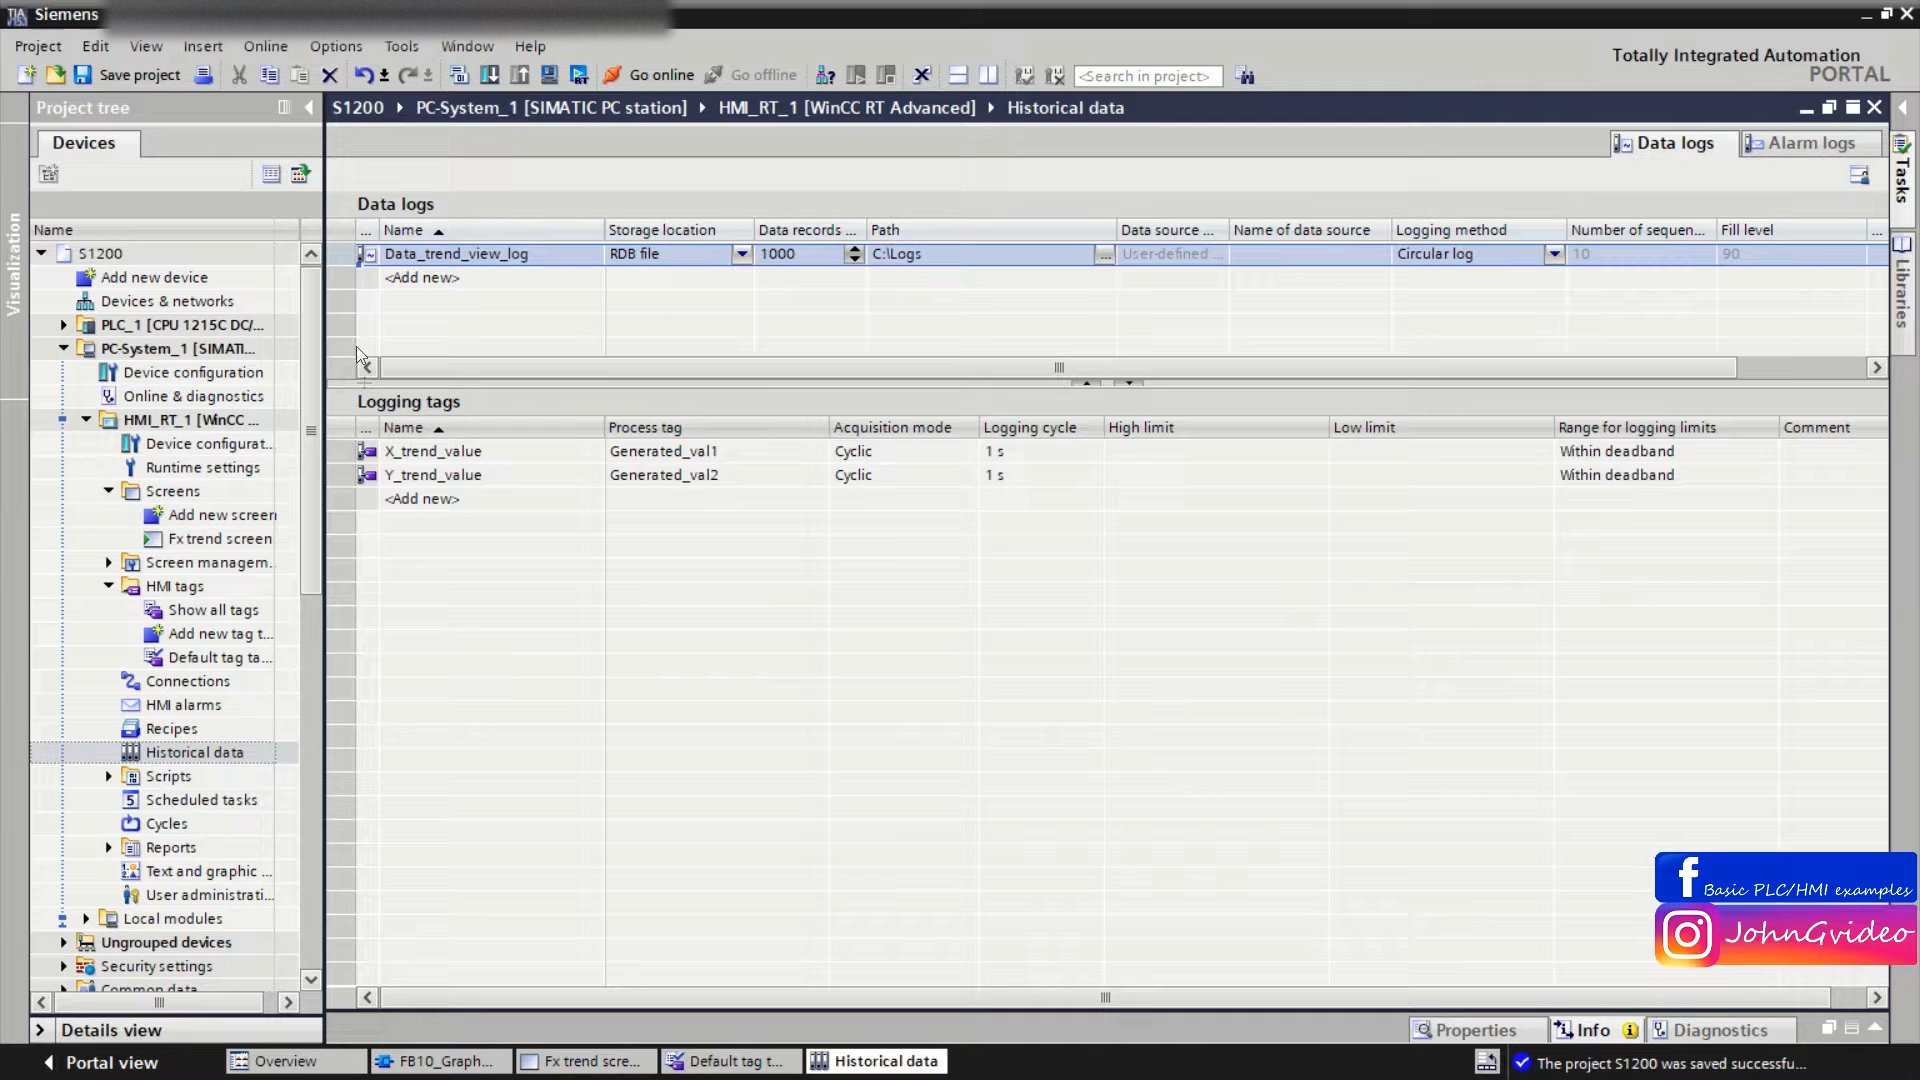 Siemens
Project Edit View Insert Online Options Tools Window Help
Totally Integrated Automation
PORTAL
Save project Go online Go offline <Search in project>
Project tree
S1200 PC-System_1 [SIMATIC PC station] HMI_RT_1 [WinCC RT Advanced] Historical data
Devices
Data logs Alarm logs
Visualization
Tasks
Libraries
Name
S1200
Add new device
Devices & networks
PLC_1 [CPU 1215C DC/...
PC-System_1 [SIMATI...
Device configuration
Online & diagnostics
HMI_RT_1 [WinCC ...
Device configurat...
Runtime settings
Screens
Add new screen
Fx trend screen
Screen managem...
HMI tags
Show all tags
Add new tag t...
Default tag ta...
Connections
HMI alarms
Recipes
Historical data
Scripts
Scheduled tasks
Cycles
Reports
Text and graphic ...
User administrati...
Local modules
Ungrouped devices
Security settings
Common data
Details view
Data logs
... Name Storage location Data records ... Path Data source ... Name of data source Logging method Number of sequen... Fill level ...
Data_trend_view_log RDB file 1000 C:\Logs ... User-defined ... Circular log 10 90
<Add new>
Logging tags
... Name Process tag Acquisition mode Logging cycle High limit Low limit Range for logging limits Comment
X_trend_value Generated_val1 Cyclic 1 s Within deadband
Y_trend_value Generated_val2 Cyclic 1 s Within deadband
<Add new>
Basic PLC/HMI examples
JohnGvideo
Properties Info Diagnostics
Portal view Overview FB10_Graph... Fx trend scre... Default tag t... Historical data The project S1200 was saved successfu...